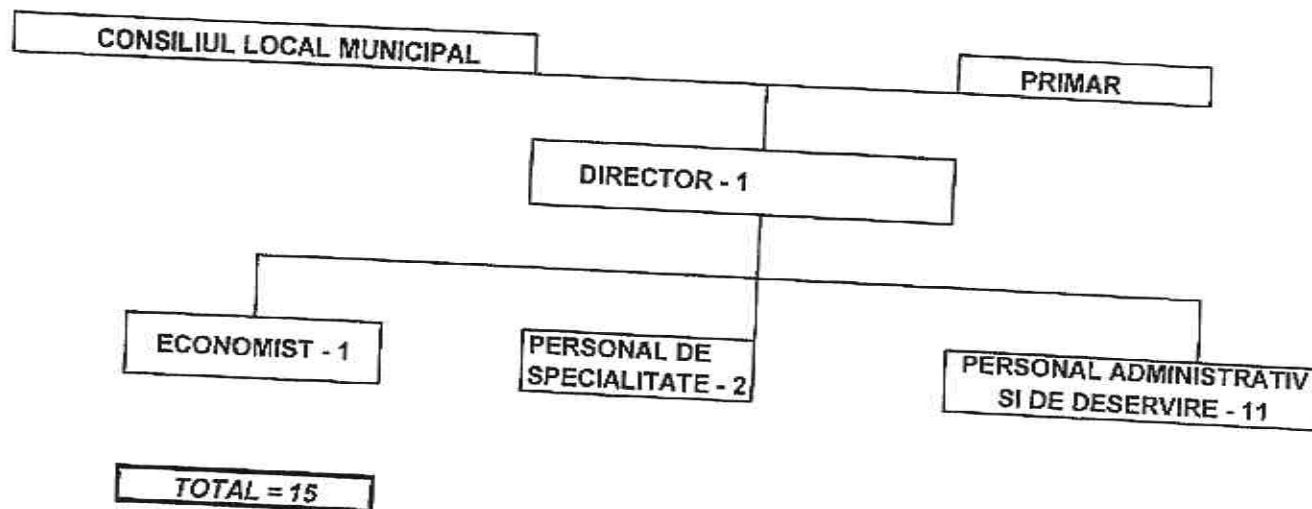 CONSILIUL LOCAL MUNICIPAL
PRIMAR
DIRECTOR - 1
ECONOMIST - 1
PERSONAL DE
SPECIALITATE - 2
PERSONAL ADMINISTRATIV
SI DE DESERVIRE - 11
TOTAL = 15